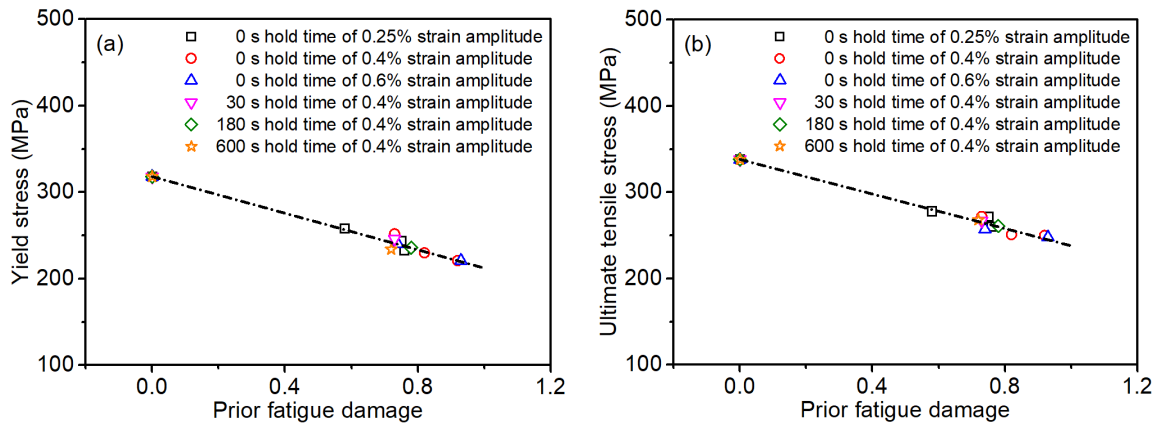 (a)
0 s hold time of 0.25% strain amplitude
0 s hold time of 0.4% strain amplitude
0 s hold time of 0.6% strain amplitude
30 s hold time of 0.4% strain amplitude
180 s hold time of 0.4% strain amplitude
600 s hold time of 0.4% strain amplitude
Yield stress (MPa)
500
400
300
200
100
0.0 0.4 0.8 1.2
Prior fatigue damage
(b)
0 s hold time of 0.25% strain amplitude
0 s hold time of 0.4% strain amplitude
0 s hold time of 0.6% strain amplitude
30 s hold time of 0.4% strain amplitude
180 s hold time of 0.4% strain amplitude
600 s hold time of 0.4% strain amplitude
Ultimate tensile stress (MPa)
500
400
300
200
100
0.0 0.4 0.8 1.2
Prior fatigue damage